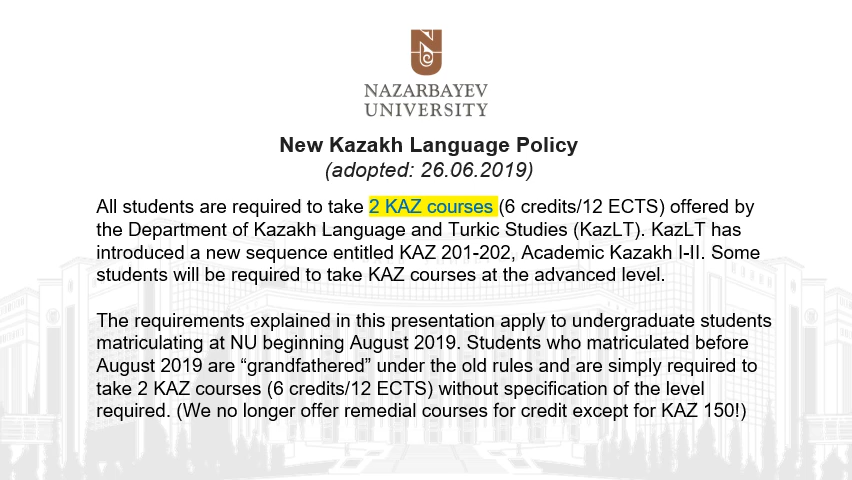 NAZARBAYEV
UNIVERSITY
New Kazakh Language Policy
(adopted: 26.06.2019)
All students are required to take 2 KAZ courses (6 credits/12 ECTS) offered by
the Department of Kazakh Language and Turkic Studies (KazLT). KazLT has
introduced a new sequence entitled KAZ 201-202, Academic Kazakh I-II. Some
students will be required to take KAZ courses at the advanced level.
The requirements explained in this presentation apply to undergraduate students
matriculating at NU beginning August 2019. Students who matriculated before
August 2019 are “grandfathered” under the old rules and are simply required to
take 2 KAZ courses (6 credits/12 ECTS) without specification of the level
required. (We no longer offer remedial courses for credit except for KAZ 150!)